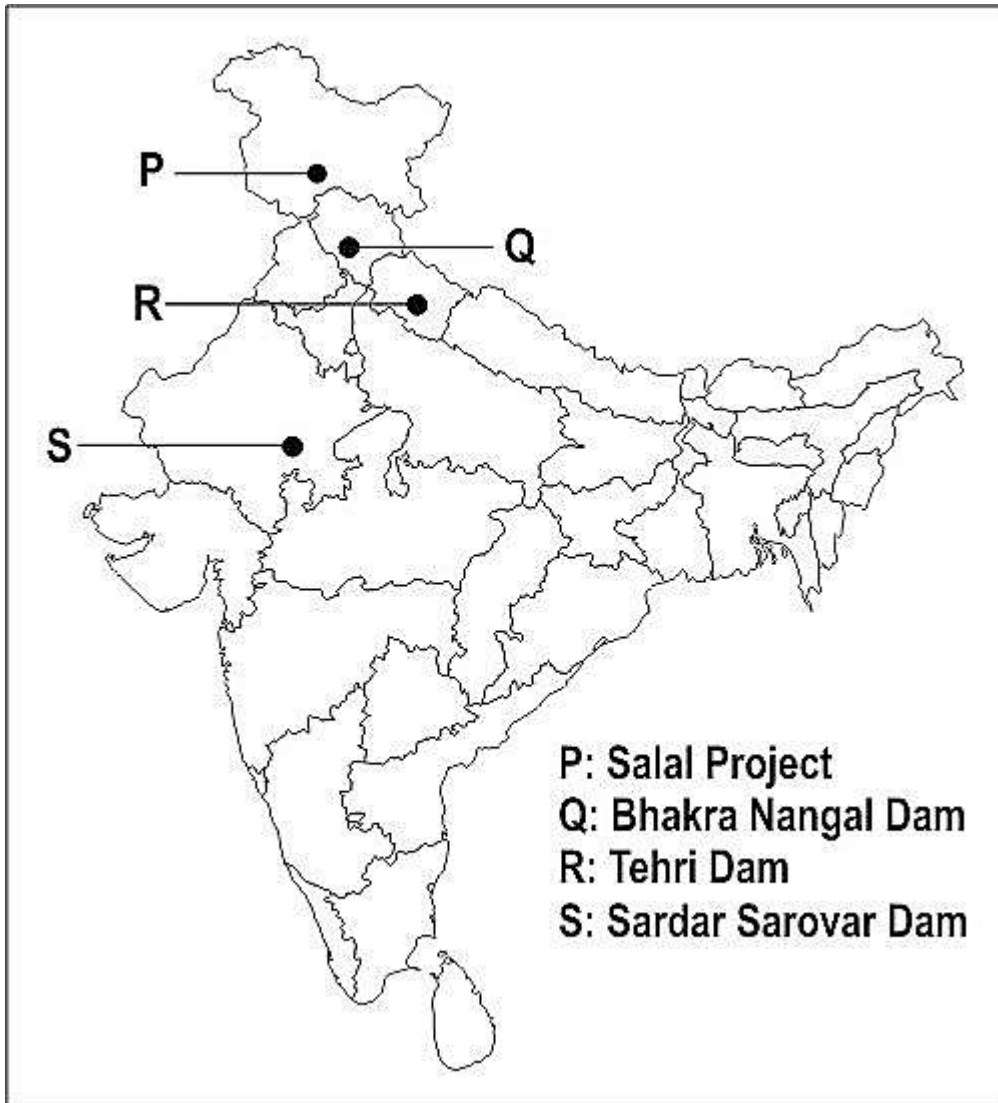 P
Q
R
S
P: Salal Project
Q: Bhakra Nangal Dam
R: Tehri Dam
S: Sardar Sarovar Dam